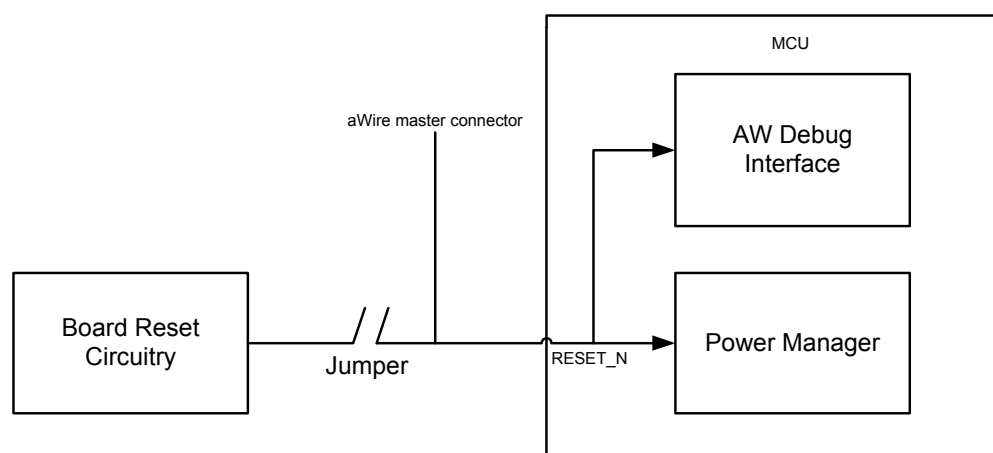 MCU
aWire master connector
AW Debug
Interface
Board Reset
Circuitry
Jumper
RESET_N
Power Manager